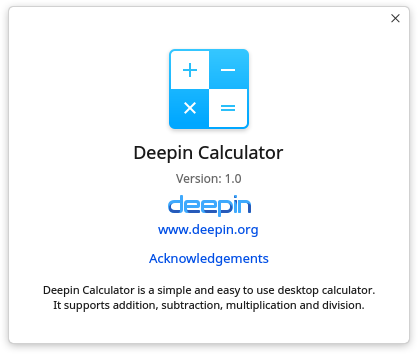 Deepin Calculator
Version: 1.0
deepin
www.deepin.org
Acknowledgements
Deepin Calculator is a simple and easy to use desktop calculator.
It supports addition, subtraction, multiplication and division.